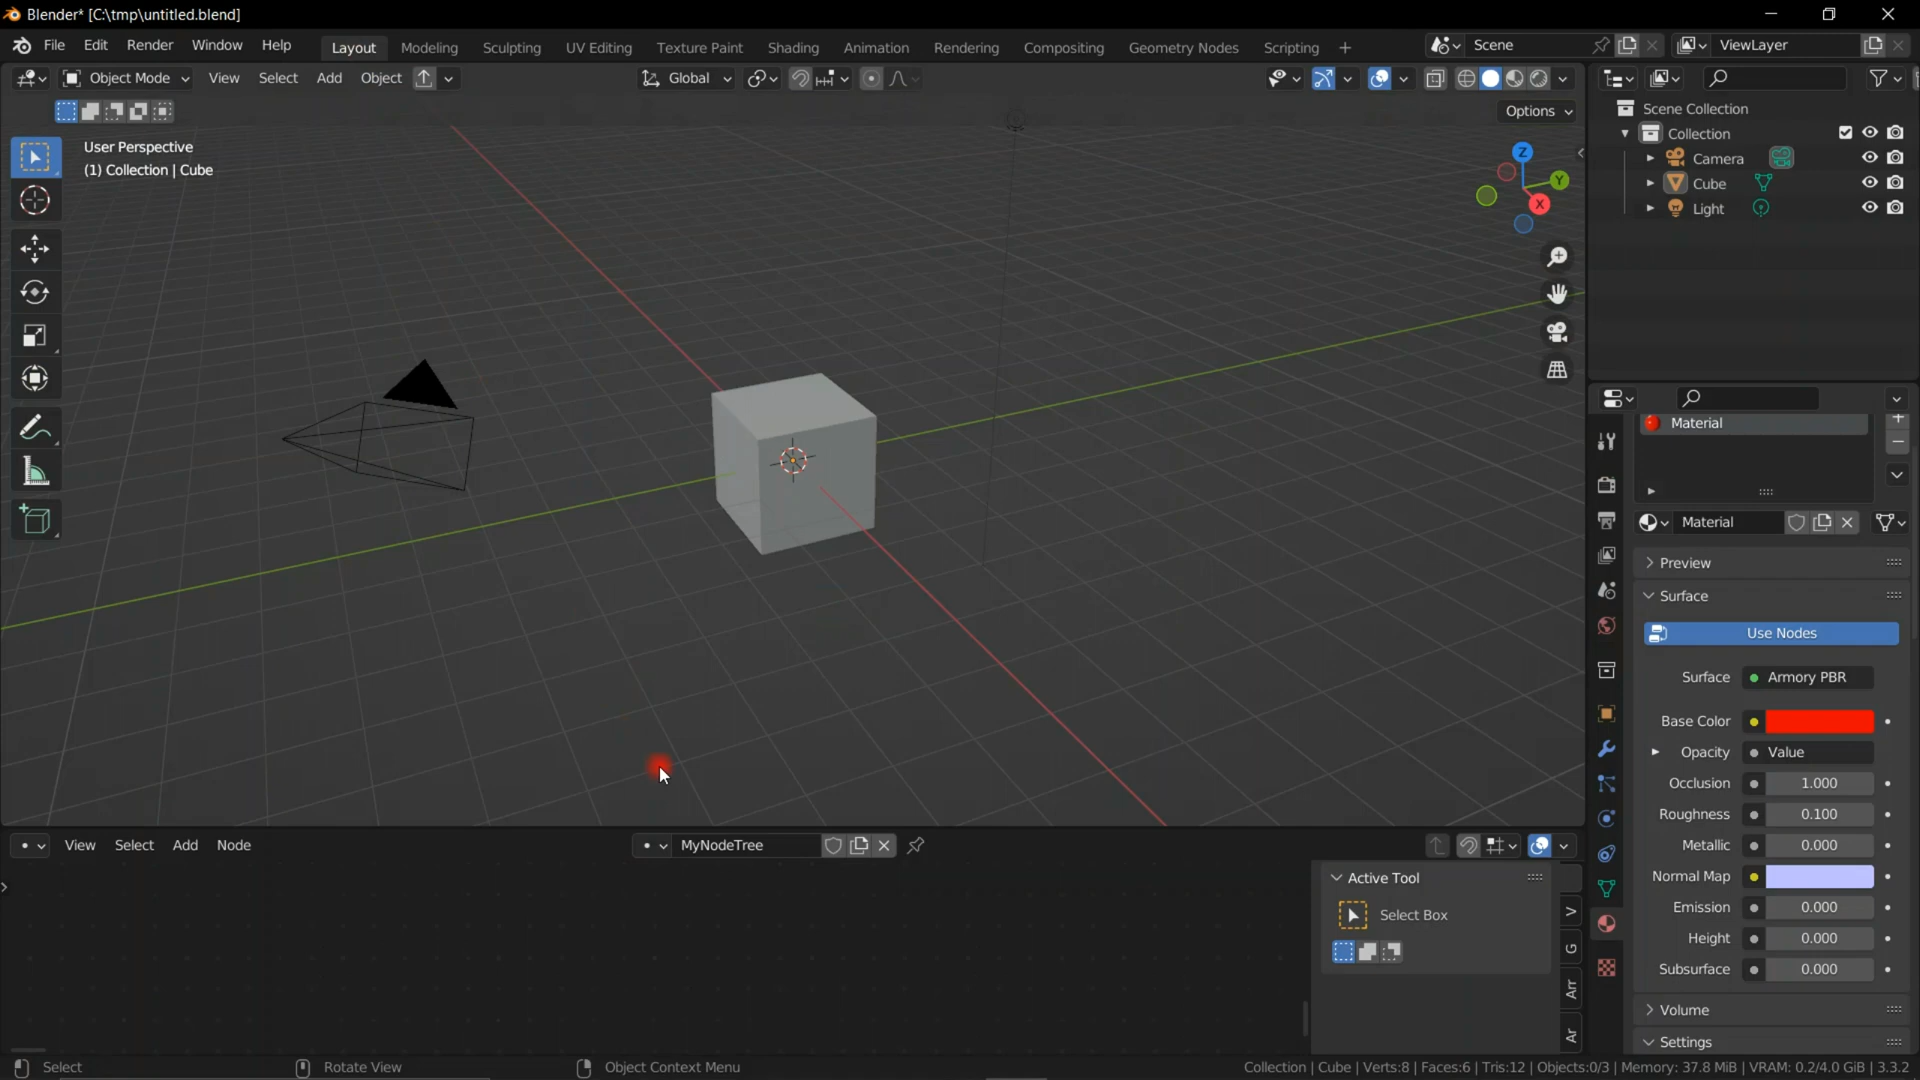 Blender* [C:\tmp\untitled.blend]
File Edit Render Window Help Layout Modeling Sculpting UV Editing Texture Paint Shading Animation Rendering Compositing Geometry Nodes Scripting + Scene ViewLayer
Object Mode View Select Add Object Global
Options
User Perspective
(1) Collection | Cube
Z
Y
X
Scene Collection
Collection
Camera
Cube
Light
Material
Material
Preview
Surface
Use Nodes
Surface Armory PBR
Base Color
Opacity Value
Occlusion 1.000
Roughness 0.100
Metallic 0.000
Normal Map
Emission 0.000
Height 0.000
Subsurface 0.000
Volume
Settings
View Select Add Node MyNodeTree
Active Tool
Select Box
V
G
Arr
Ar
Select Rotate View Object Context Menu Collection | Cube | Verts:8 | Faces:6 | Tris:12 | Objects:0/3 | Memory: 37.8 MiB | VRAM: 0.2/4.0 GiB | 3.3.2